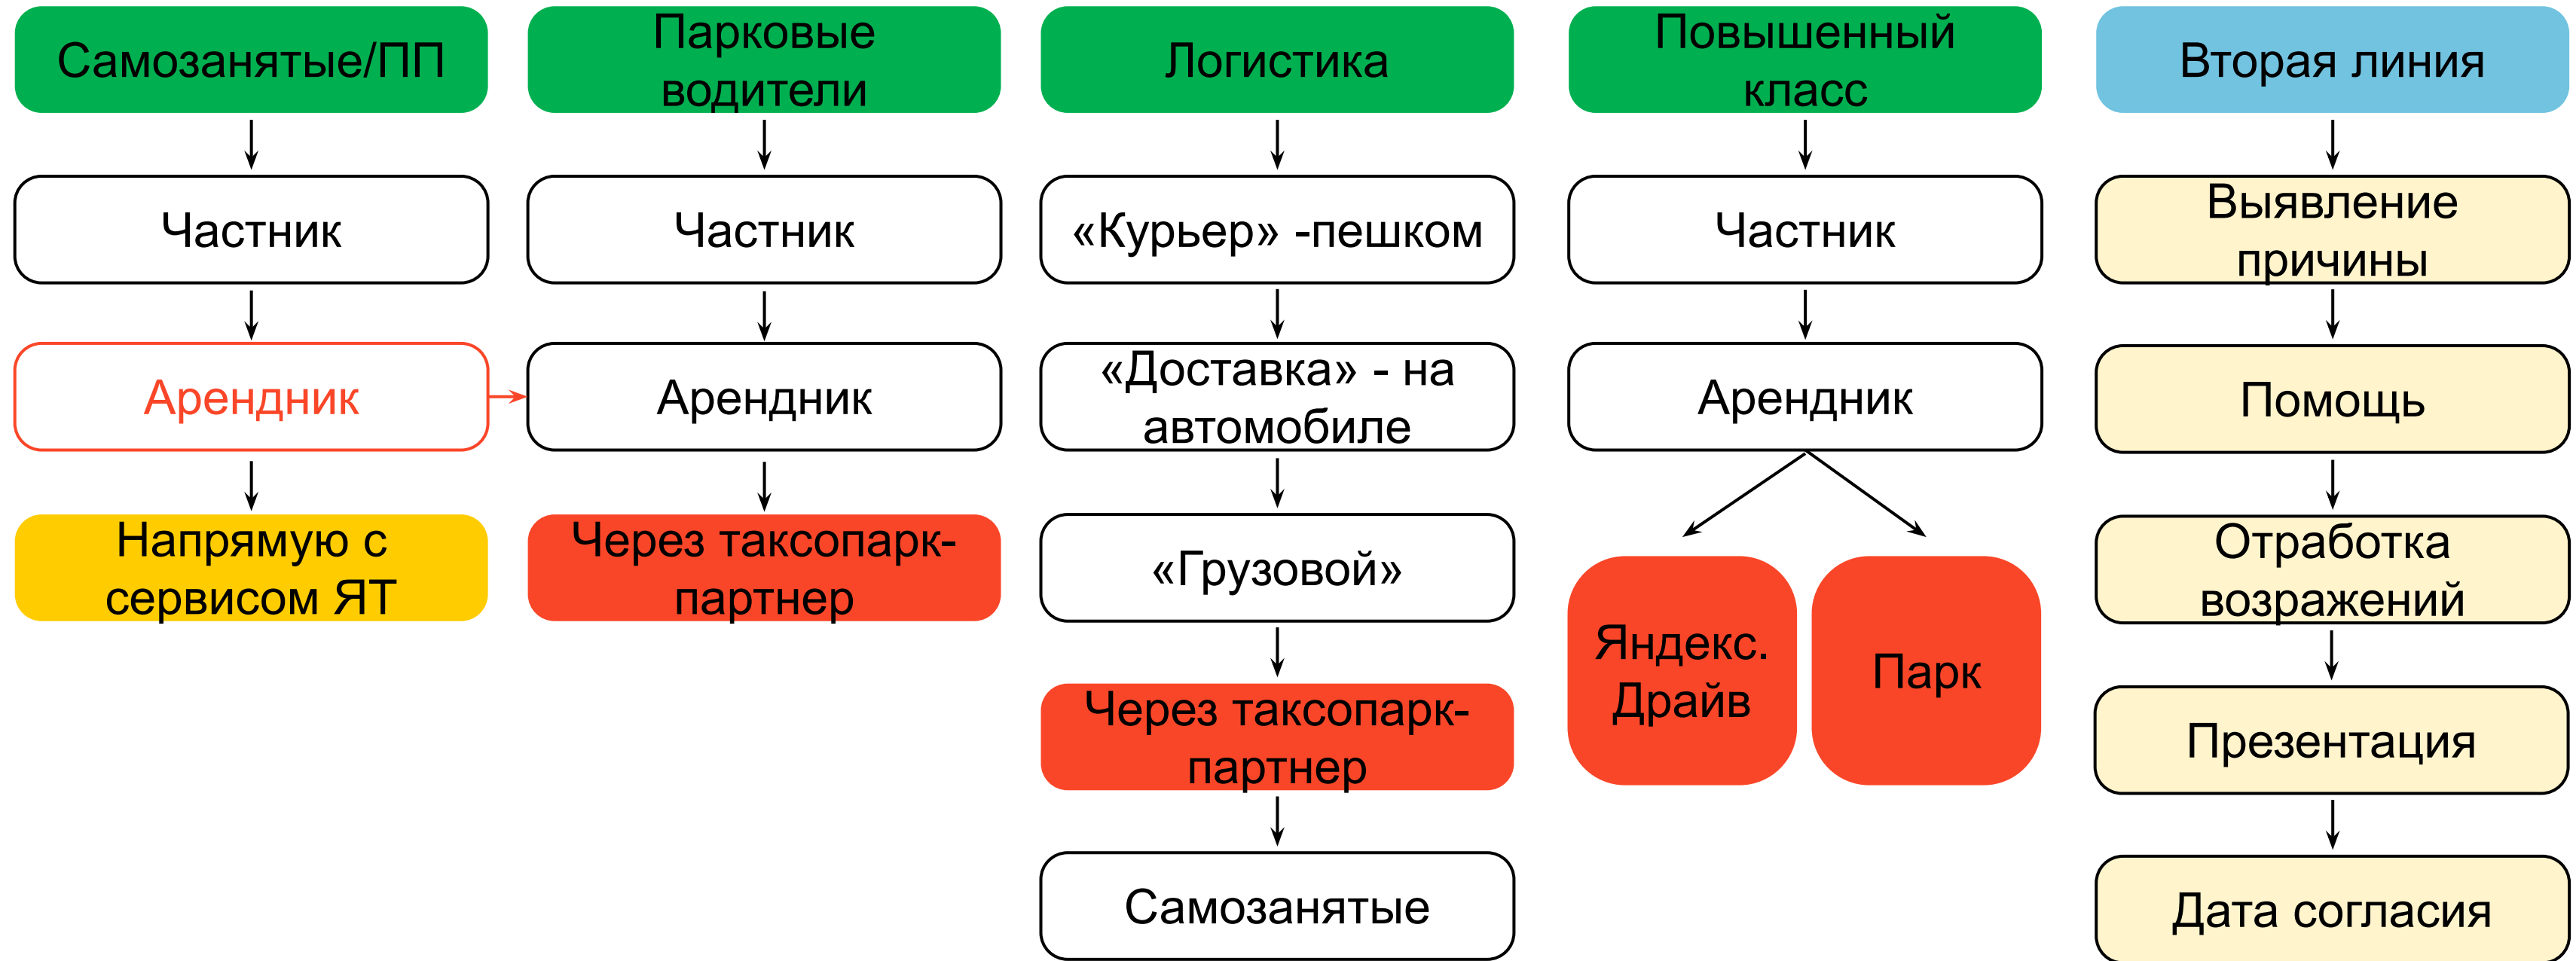 Самозанятые/ПП
Частник
Арендник
Напрямую с
сервисом ЯТ
Парковые
водители
Частник
Арендник
Через таксопарк-
партнер
Логистика
«Курьер» -пешком
«Доставка» - на
автомобиле
«Грузовой»
Через таксопарк-
партнер
Самозанятые
Повышенный
класс
Частник
Арендник
Яндекс.
Драйв
Парк
Вторая линия
Выявление
причины
Помощь
Отработка
возражений
Презентация
Дата согласия